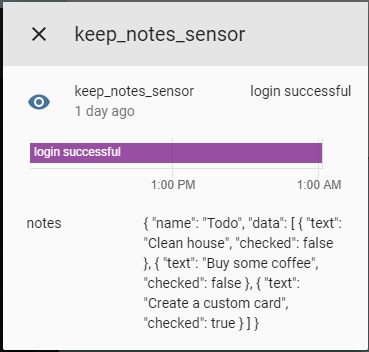 keep_notes_sensor
keep_notes_sensor login successful
1 day ago
login successful
1:00 PM 1:00 AM
notes { "name": "Todo", "data": [ { "text":
"Clean house", "checked": false
}, { "text": "Buy some coffee",
"checked": false }, { "text":
"Create a custom card",
"checked": true } ] }